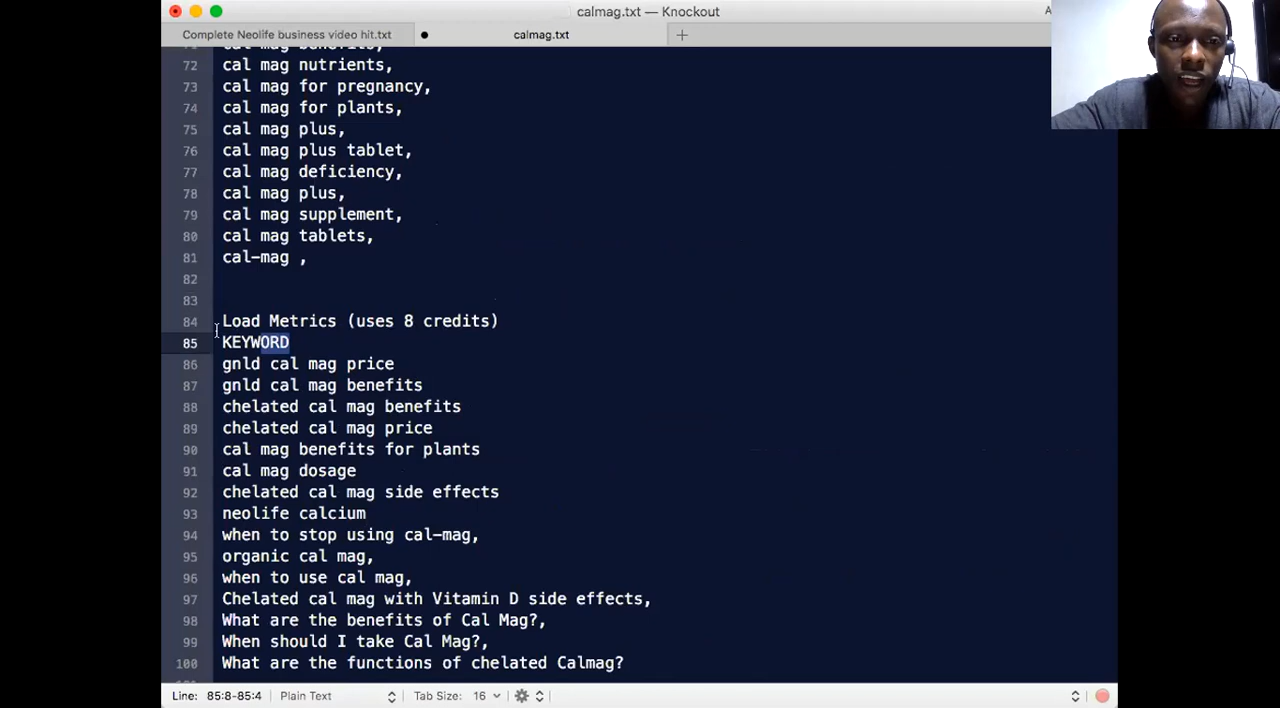 calmag.txt — Knockout
A
Complete Neolife business video hit.txt
calmag.txt
71 cal mag benefits,
72 cal mag nutrients,
73 cal mag for pregnancy,
74 cal mag for plants,
75 cal mag plus,
76 cal mag plus tablet,
77 cal mag deficiency,
78 cal mag plus,
79 cal mag supplement,
80 cal mag tablets,
81 cal-mag ,
82
83
84 Load Metrics (uses 8 credits)
85 KEYWORD
86 gnld cal mag price
87 gnld cal mag benefits
88 chelated cal mag benefits
89 chelated cal mag price
90 cal mag benefits for plants
91 cal mag dosage
92 chelated cal mag side effects
93 neolife calcium
94 when to stop using cal-mag,
95 organic cal mag,
96 when to use cal mag,
97 Chelated cal mag with Vitamin D side effects,
98 What are the benefits of Cal Mag?,
99 When should I take Cal Mag?,
100 What are the functions of chelated Calmag?
Line: 85:8-85:4 Plain Text Tab Size: 16